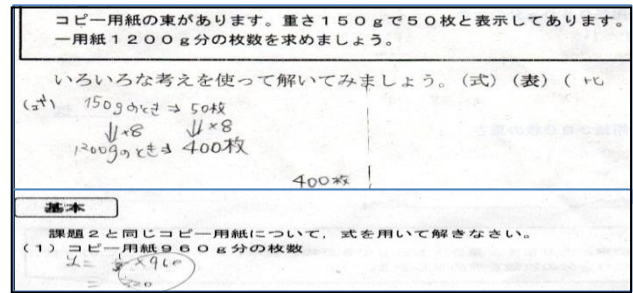 コピー用紙の束があります。重さ150gで50枚と表示してあります。
ー用紙1200g分の枚数を求めましょう。
いろいろな考えを使って解いてみましょう。(式)(表)(
150gのとき⇒50枚
⇓×8 ⇓×8
1200gのとき⇒400枚
400枚
基本
課題2と同じコピー用紙について,式を用いて解きなさい。
(1) コピー用紙960g分の枚数
×960
= 320